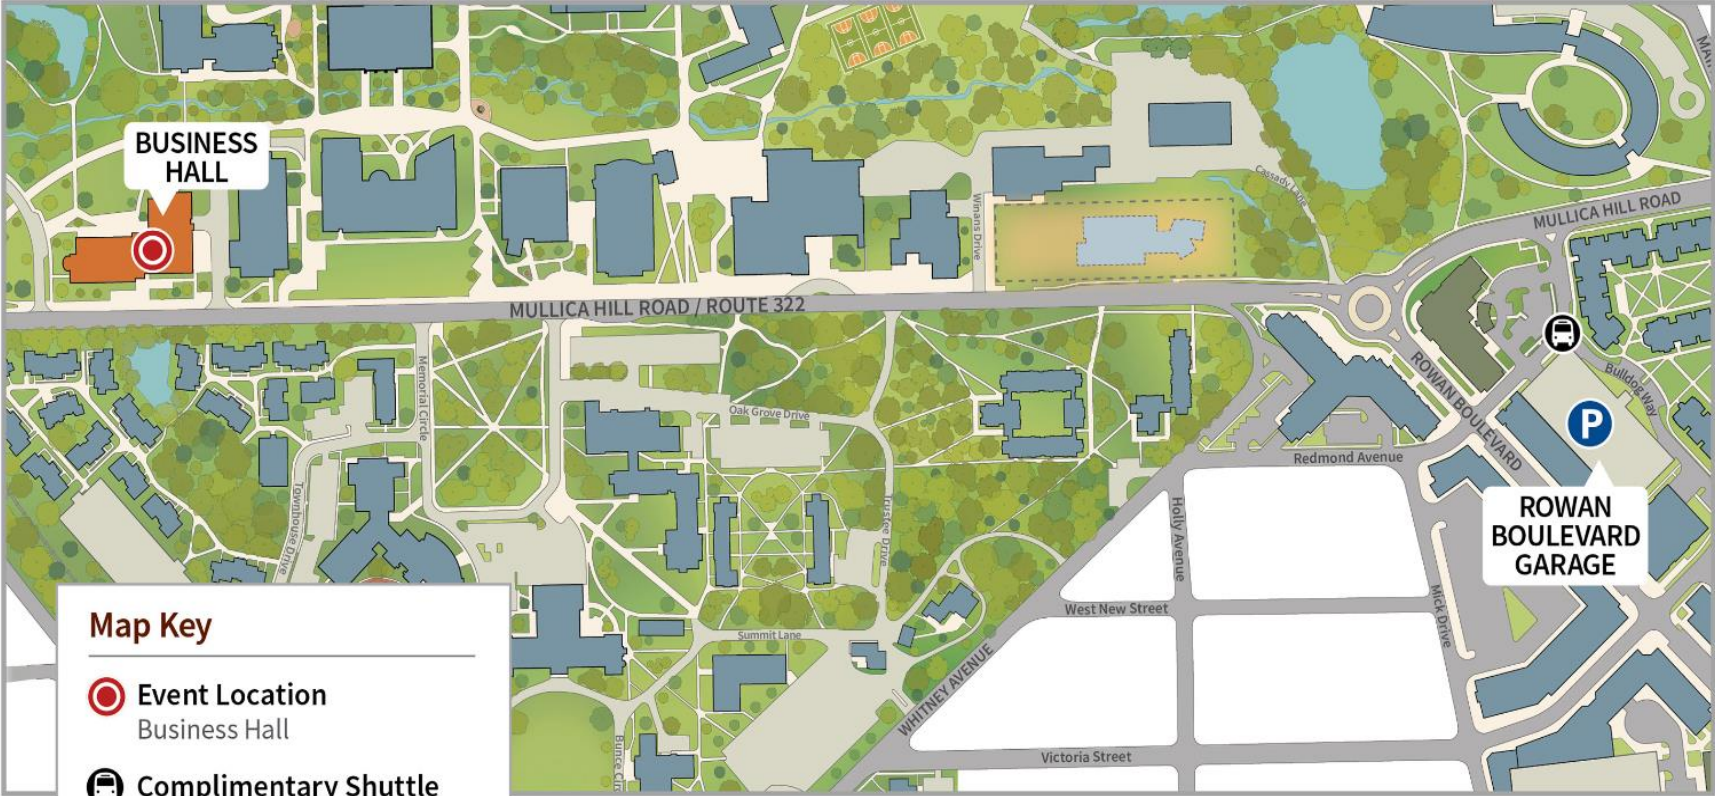 BUSINESS
HALL
MULLICA HILL ROAD
Cassady Lane
Winans Drive
MULLICA HILL ROAD / ROUTE 322
Memorial Circle
Oak Grove Drive
ROWAN BOULEVARD
Bulldog Way
P
Redmond Avenue
ROWAN
BOULEVARD
GARAGE
Townhouse Drive
Trustee Drive
Holly Avenue
Mick Drive
West New Street
Summit Lane
WHITNEY AVENUE
Victoria Street
Map Key
Event Location
Business Hall
Complimentary Shuttle